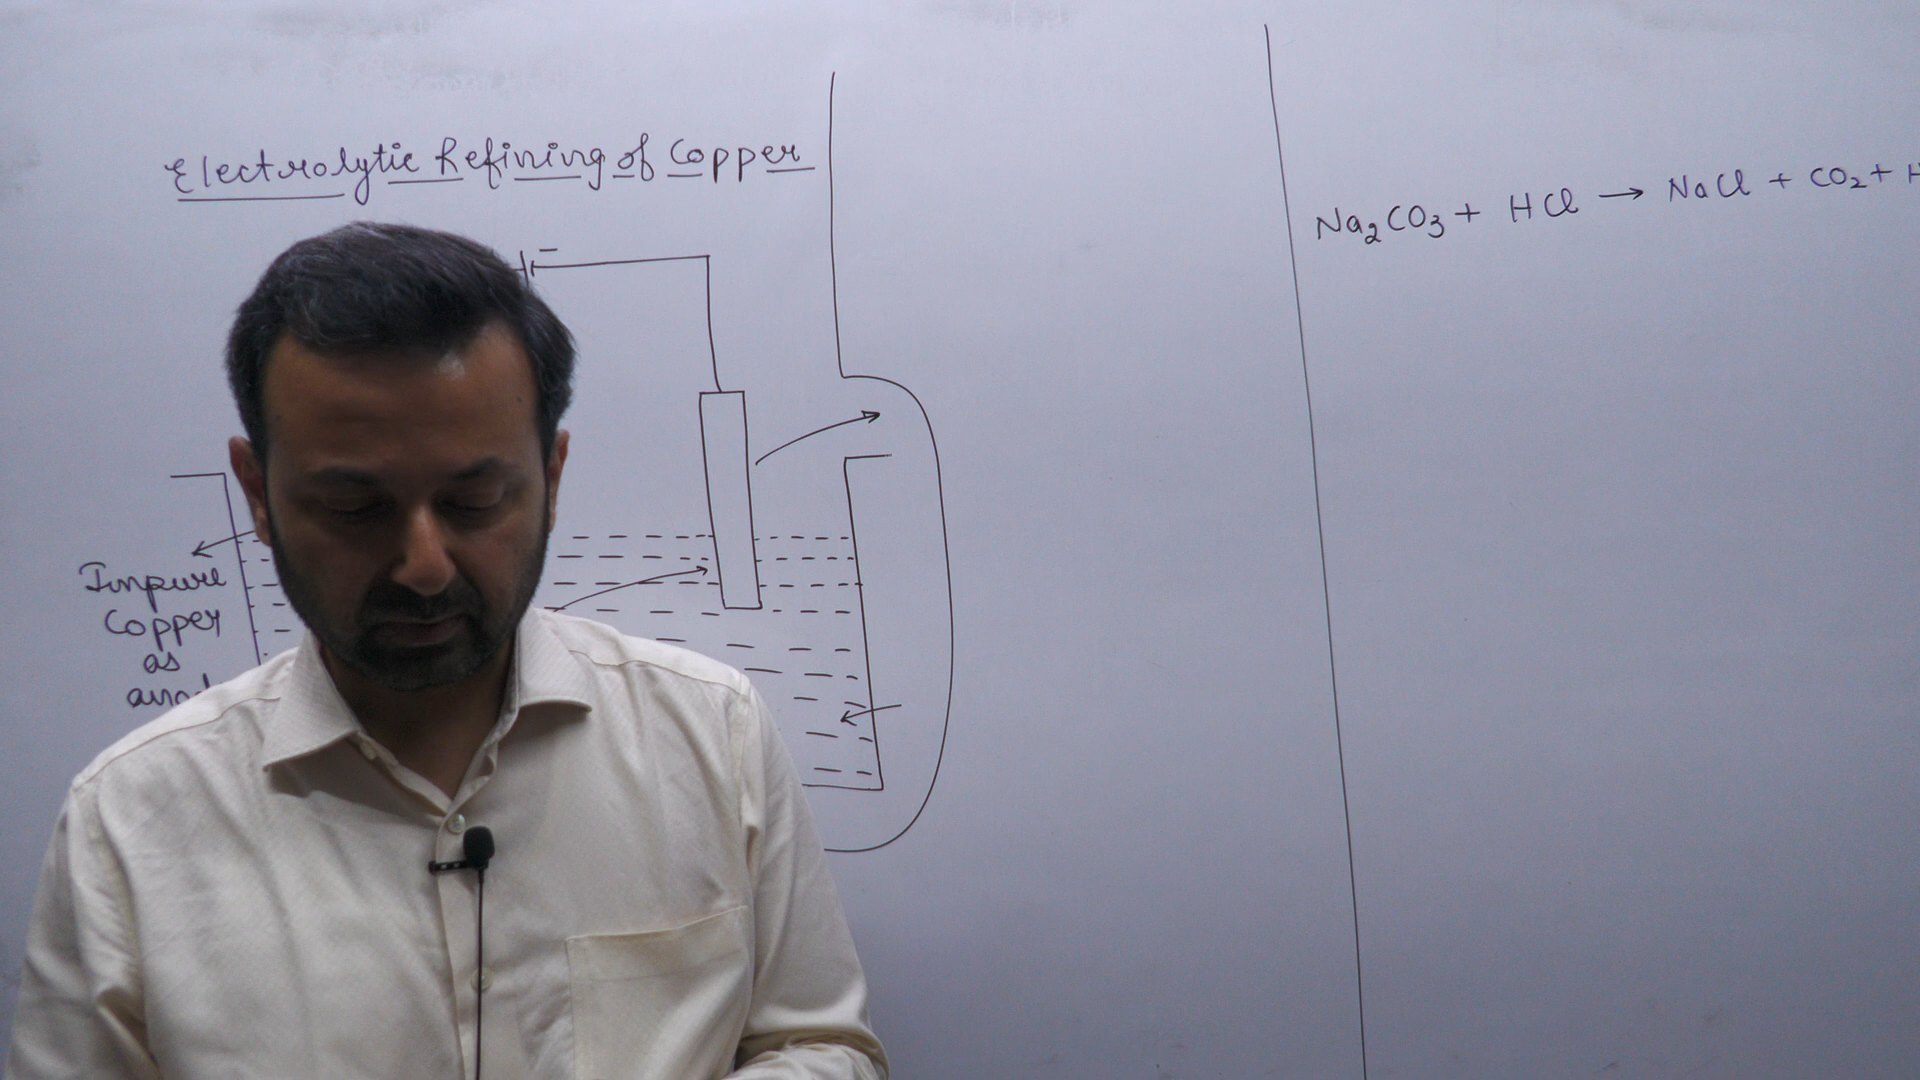 Electrolytic Refining of Copper
−
Impure
Copper
as
Na₂CO₃ + HCl → NaCl + CO₂ +